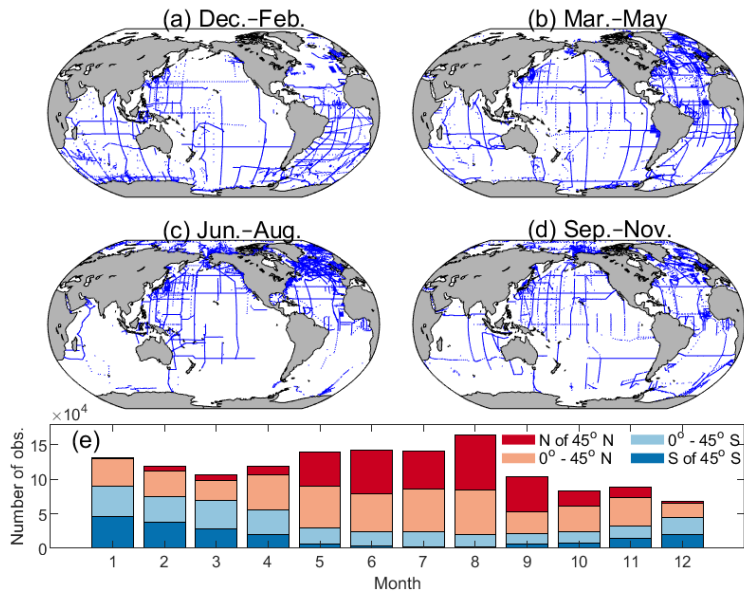 (a) Dec.–Feb.
(b) Mar.–May
(c) Jun.–Aug.
(d) Sep.–Nov.
×10⁴
(e)
N of 45° N
0° - 45° S
0° - 45° N
S of 45° S
Number of obs.
15
10
5
0
1 2 3 4 5 6 7 8 9 10 11 12
Month